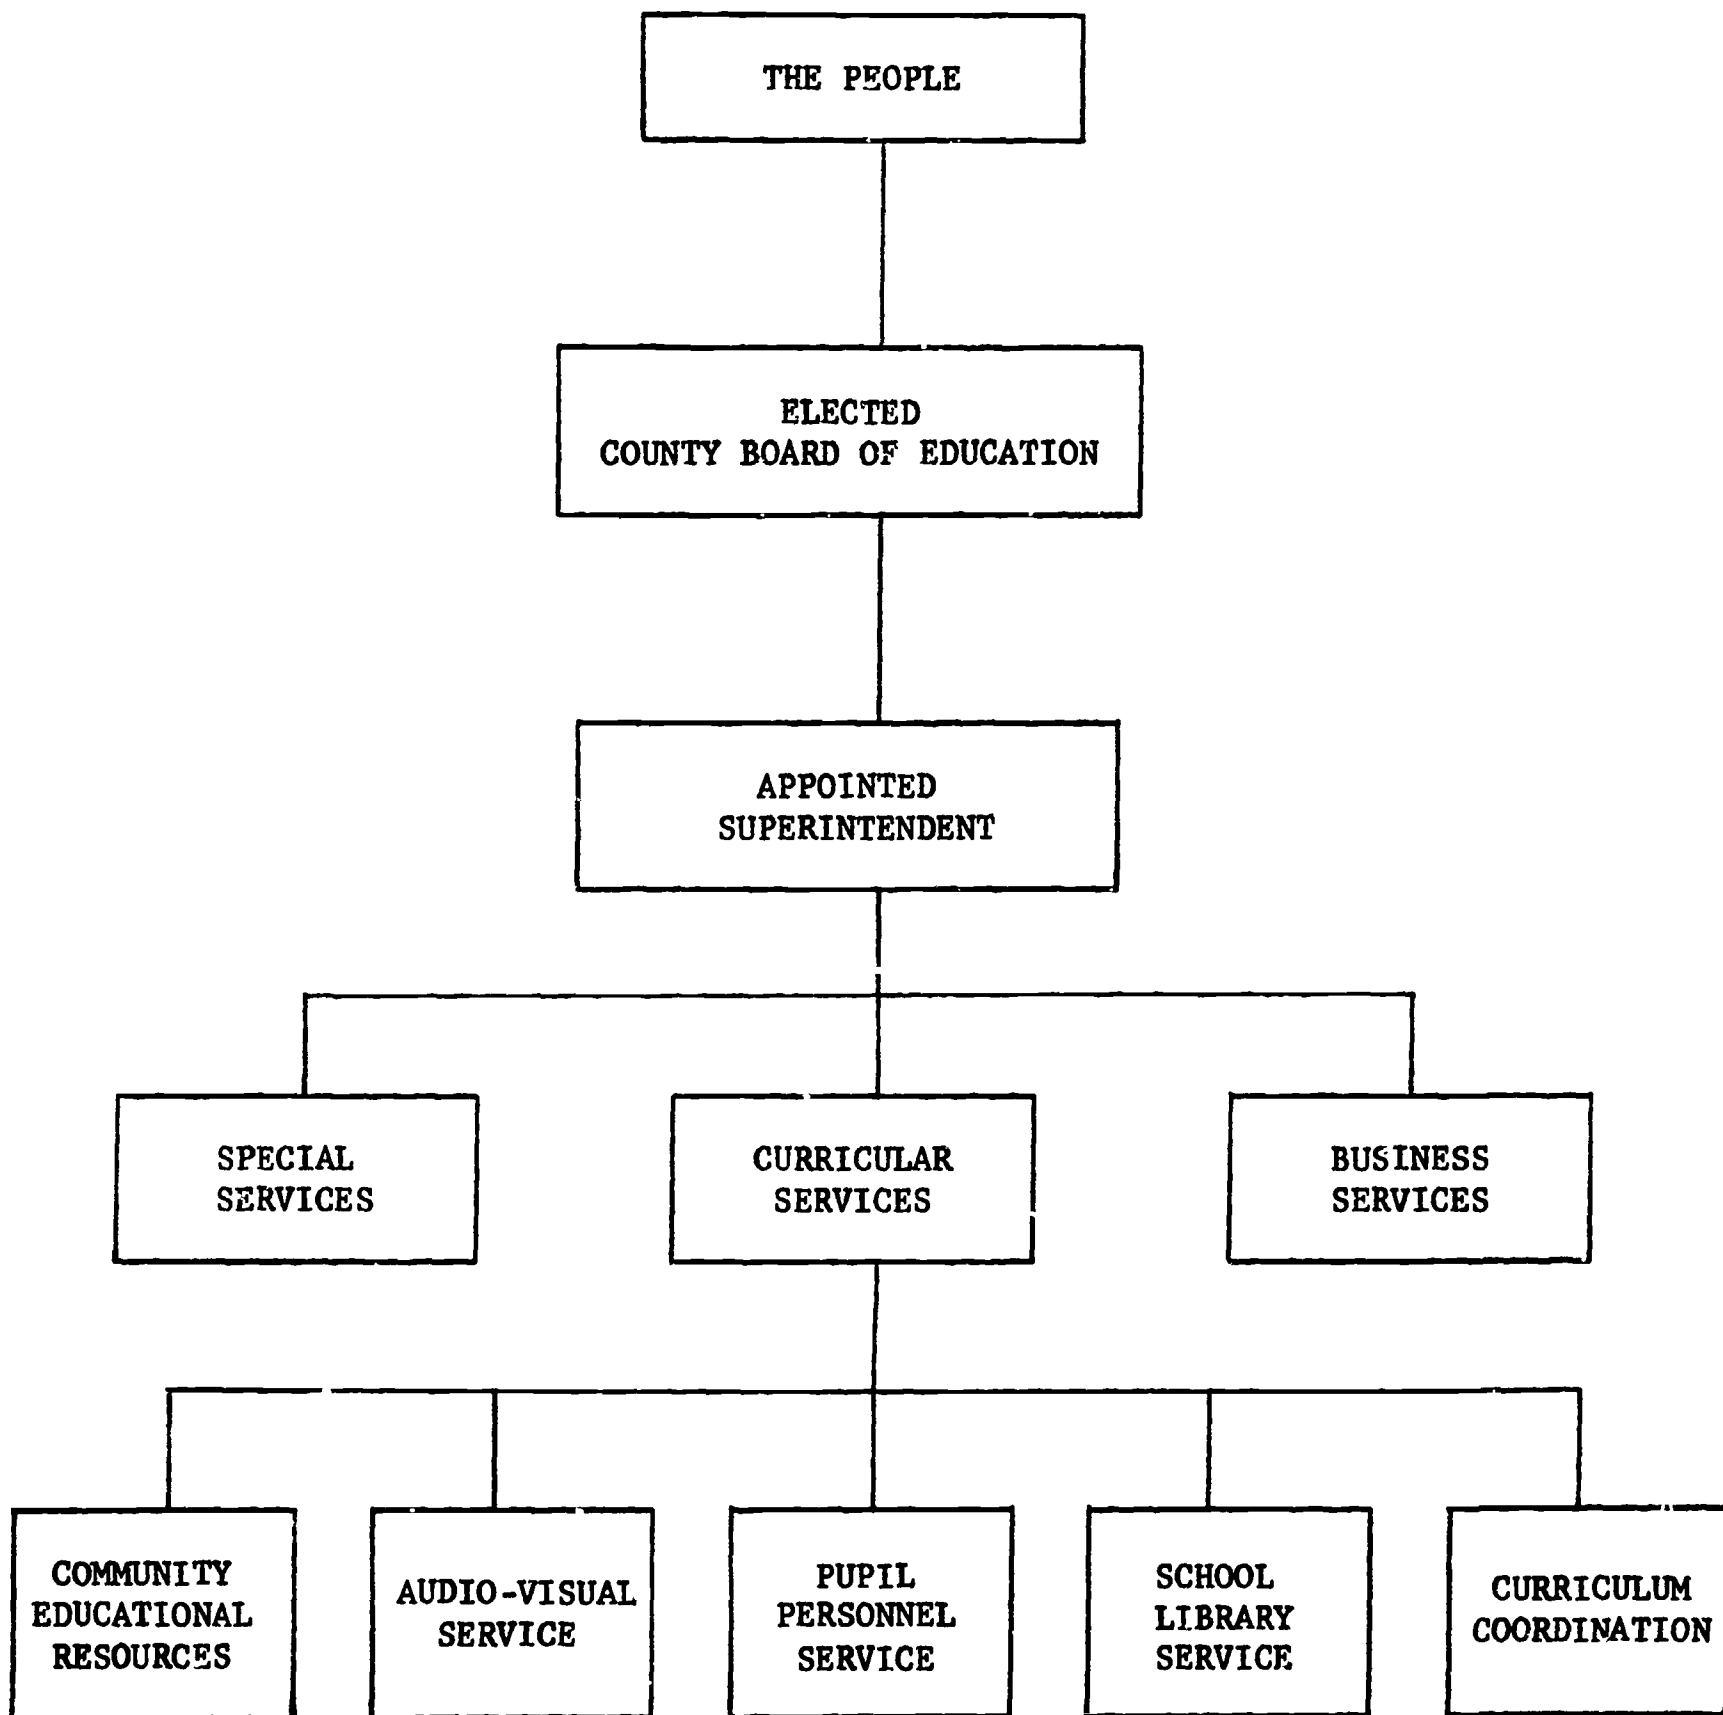 THE PEOPLE
ELECTED
COUNTY BOARD OF EDUCATION
APPOINTED
SUPERINTENDENT
SPECIAL
SERVICES
CURRICULAR
SERVICES
BUSINESS
SERVICES
COMMUNITY
EDUCATIONAL
RESOURCES
AUDIO-VISUAL
SERVICE
PUPIL
PERSONNEL
SERVICE
SCHOOL
LIBRARY
SERVICE
CURRICULUM
COORDINATION